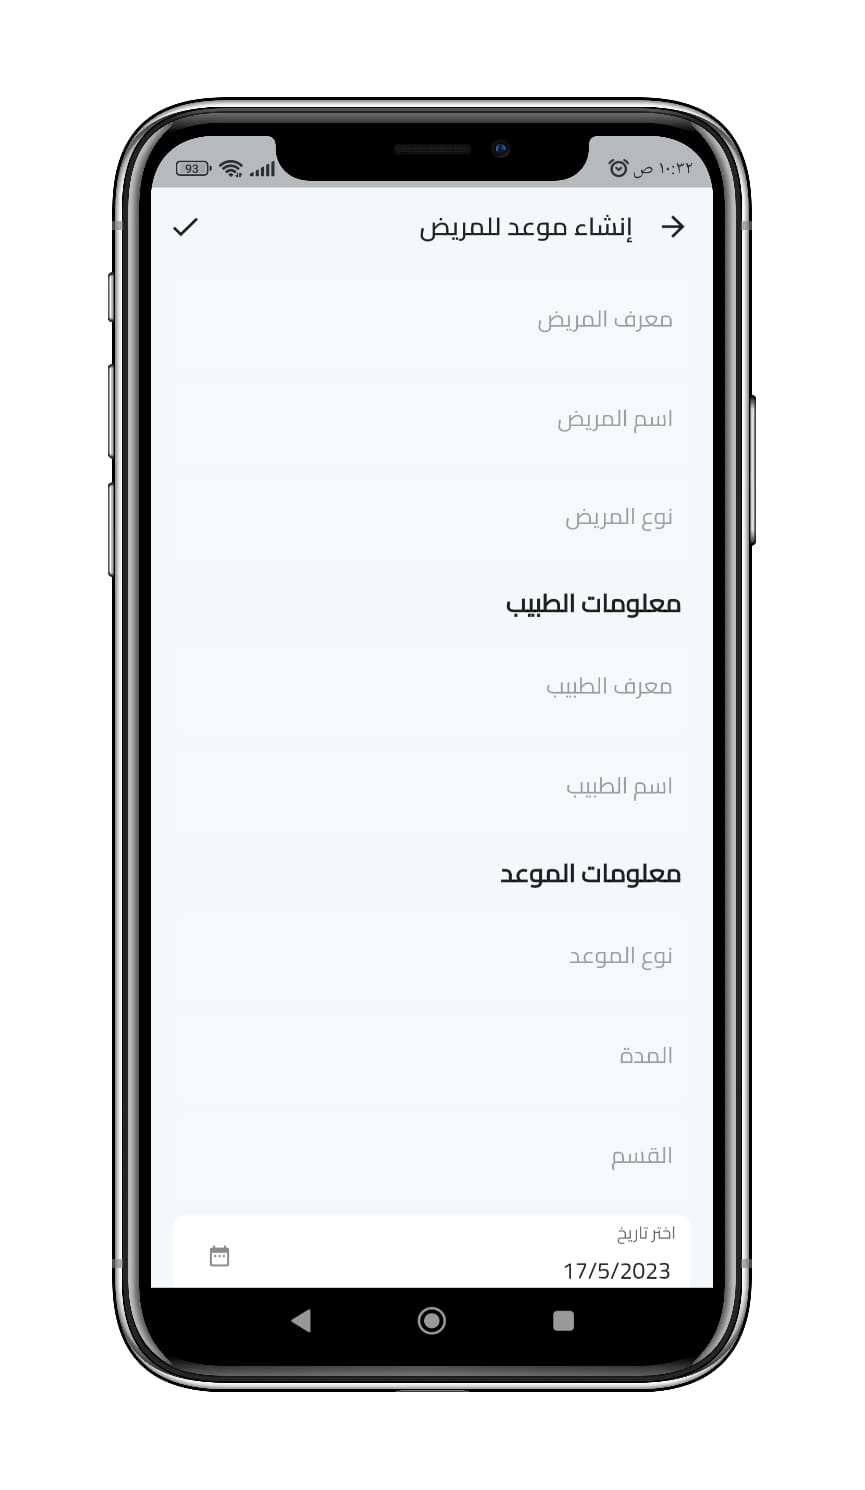 ١٠:٣٢ ص
93
إنشاء موعد للمريض
معرف المريض
اسم المريض
نوع المريض
معلومات الطبيب
معرف الطبيب
اسم الطبيب
معلومات الموعد
نوع الموعد
المدة
القسم
اختر تاريخ
17/5/2023